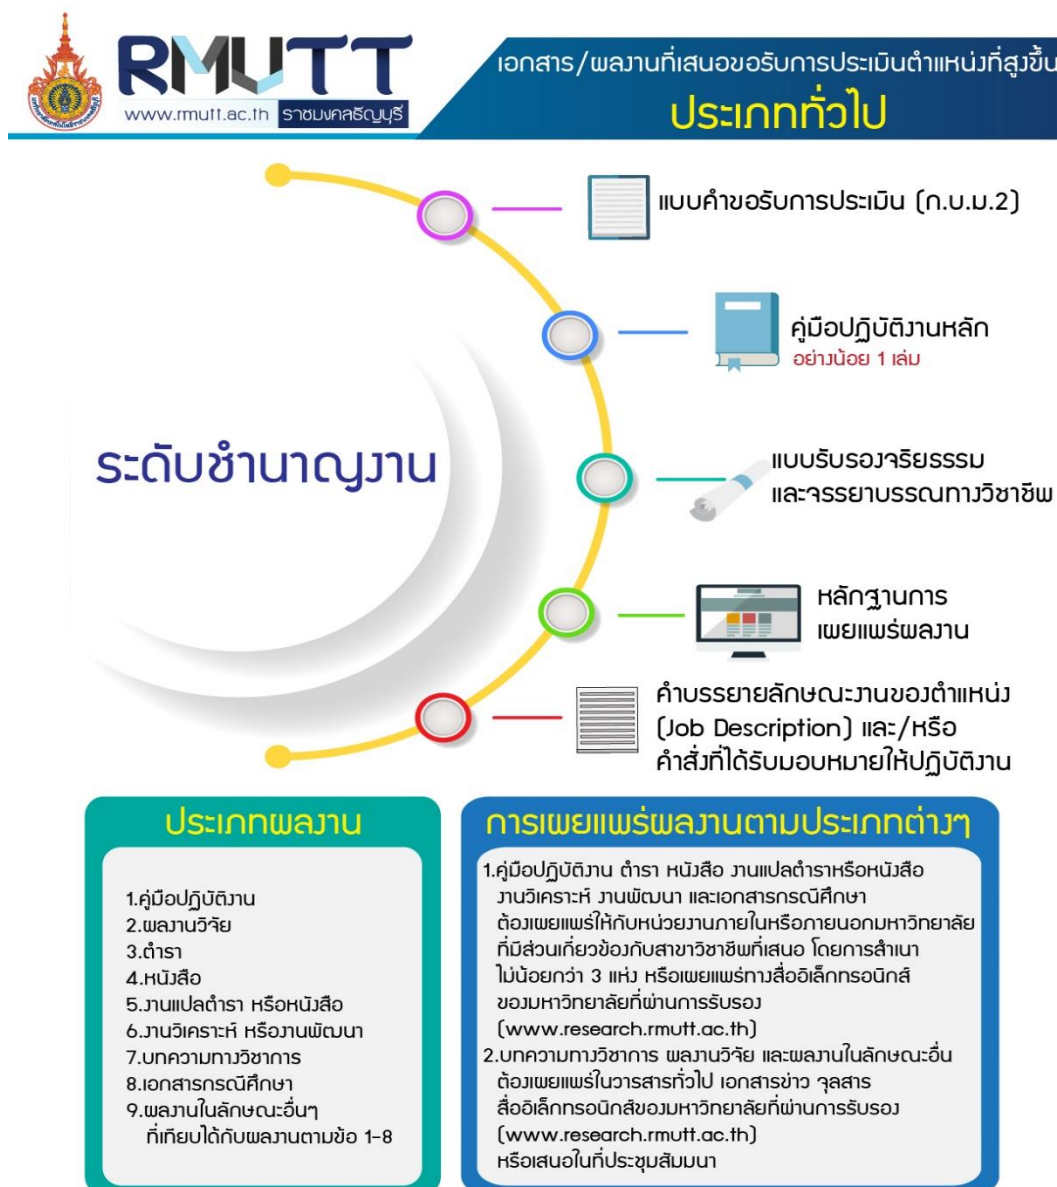 RMUTT
www.rmutt.ac.th ราชมงคลธัญบุรี
เอกสาร/ผลงานที่เสนอขอรับการประเมินตำแหน่งที่สูงขึ้น
ประเภททั่วไป
แบบคำขอรับการประเมิน (ก.บ.ม.2)
คู่มือปฏิบัติงานหลัก
อย่างน้อย 1 เล่ม
ระดับชำนาญงาน
แบบรับรองจริยธรรม
และจรรยาบรรณทางวิชาชีพ
หลักฐานการ
เผยแพร่ผลงาน
คำบรรยายลักษณะงานของตำแหน่ง
(Job Description) และ/หรือ
คำสั่งที่ได้รับมอบหมายให้ปฏิบัติงาน
ประเภทผลงาน
1.คู่มือปฏิบัติงาน
2.ผลงานวิจัย
3.ตำรา
4.หนังสือ
5.งานแปลตำรา หรือหนังสือ
6.งานวิเคราะห์ หรืองานพัฒนา
7.บทความทางวิชาการ
8.เอกสารกรณีศึกษา
9.ผลงานในลักษณะอื่นๆ
ที่เทียบได้กับผลงานตามข้อ 1-8
การเผยแพร่ผลงานตามประเภทต่างๆ
1.คู่มือปฏิบัติงาน ตำรา หนังสือ งานแปลตำราหรือหนังสือ
งานวิเคราะห์ งานพัฒนา และเอกสารกรณีศึกษา
ต้องเผยแพร่ให้กับหน่วยงานภายในหรือภายนอกมหาวิทยาลัย
ที่มีส่วนเกี่ยวข้องกับสาขาวิชาชีพที่เสนอ โดยการสำเนา
ไม่น้อยกว่า 3 แห่ง หรือเผยแพร่ทางสื่ออิเล็กทรอนิกส์
ของมหาวิทยาลัยที่ผ่านการรับรอง
(www.research.rmutt.ac.th)
2.บทความทางวิชาการ ผลงานวิจัย และผลงานในลักษณะอื่น
ต้องเผยแพร่ในวารสารทั่วไป เอกสารข่าว จุลสาร
สื่ออิเล็กทรอนิกส์ของมหาวิทยาลัยที่ผ่านการรับรอง
(www.research.rmutt.ac.th)
หรือเสนอในที่ประชุมสัมมนา